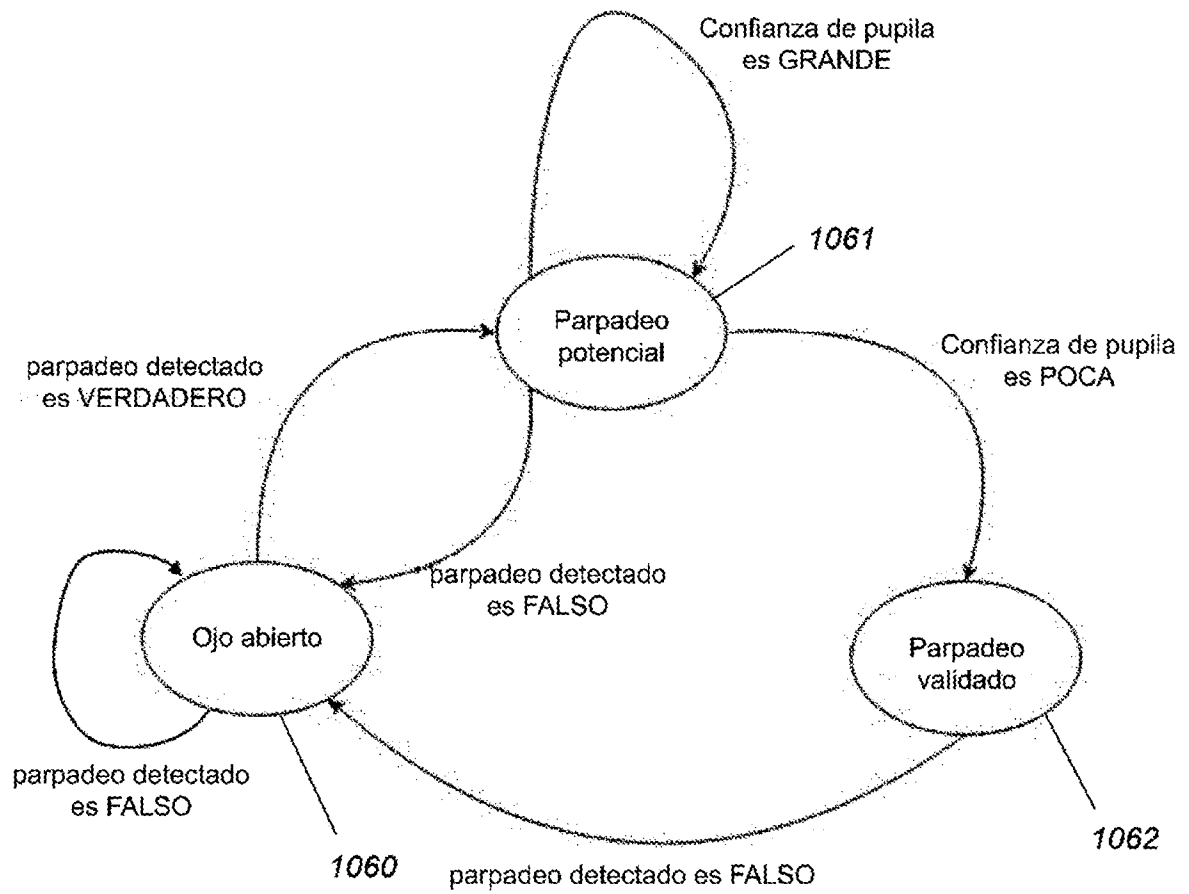 Confianza de pupila
es GRANDE
1061
Parpadeo
potencial
Confianza de pupila
es POCA
parpadeo detectado
es VERDADERO
parpadeo detectado
es FALSO
Ojo abierto
Parpadeo
validado
parpadeo detectado
es FALSO
1060
1062
parpadeo detectado es FALSO